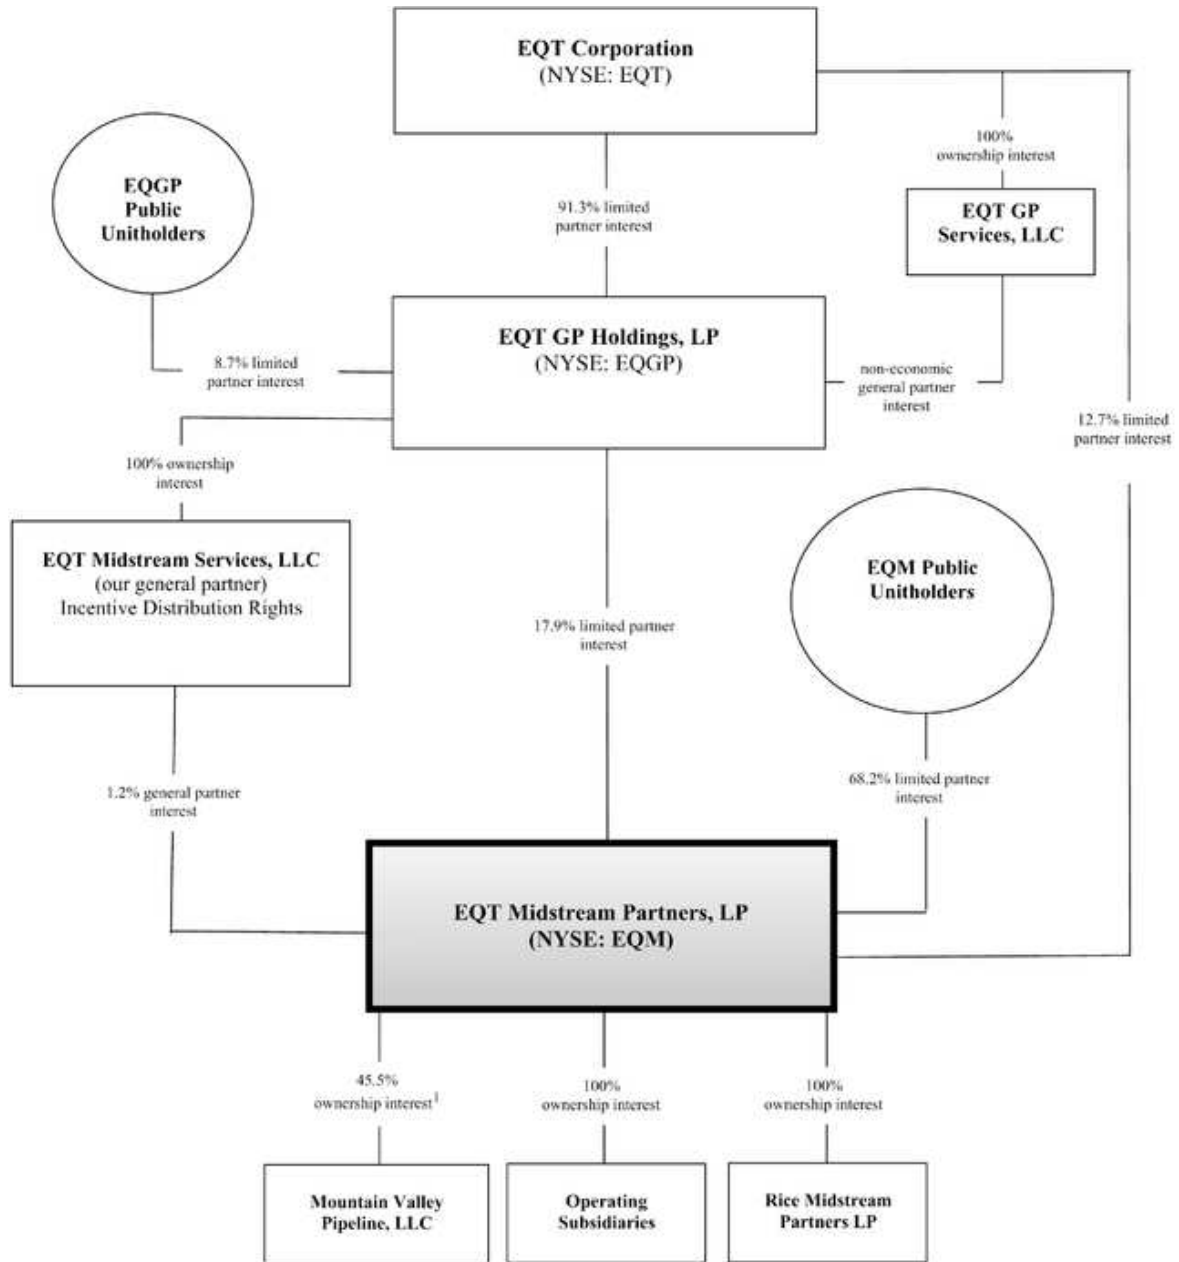 EQT Corporation
(NYSE: EQT)
100%
ownership interest
EQGP
Public
Unitholders
91.3% limited
partner interest
EQT GP
Services, LLC
EQT GP Holdings, LP
(NYSE: EQGP)
8.7% limited
partner interest
non-economic
general partner
interest
12.7% limited
partner interest
100% ownership
interest
EQT Midstream Services, LLC
(our general partner)
Incentive Distribution Rights
EQM Public
Unitholders
17.9% limited partner
interest
1.2% general partner
interest
68.2% limited partner
interest
EQT Midstream Partners, LP
(NYSE: EQM)
45.5%
ownership interest1
100%
ownership interest
100%
ownership interest
Mountain Valley
Pipeline, LLC
Operating
Subsidiaries
Rice Midstream
Partners LP